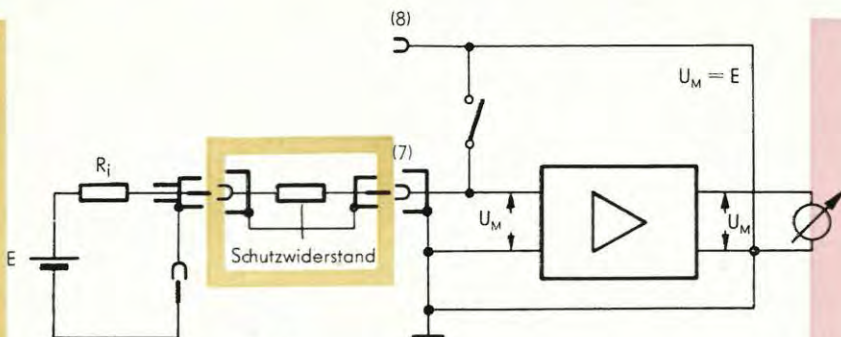 (8)
U_M = E
R_i
(7)
U_M
U_M
Schutzwiderstand
E